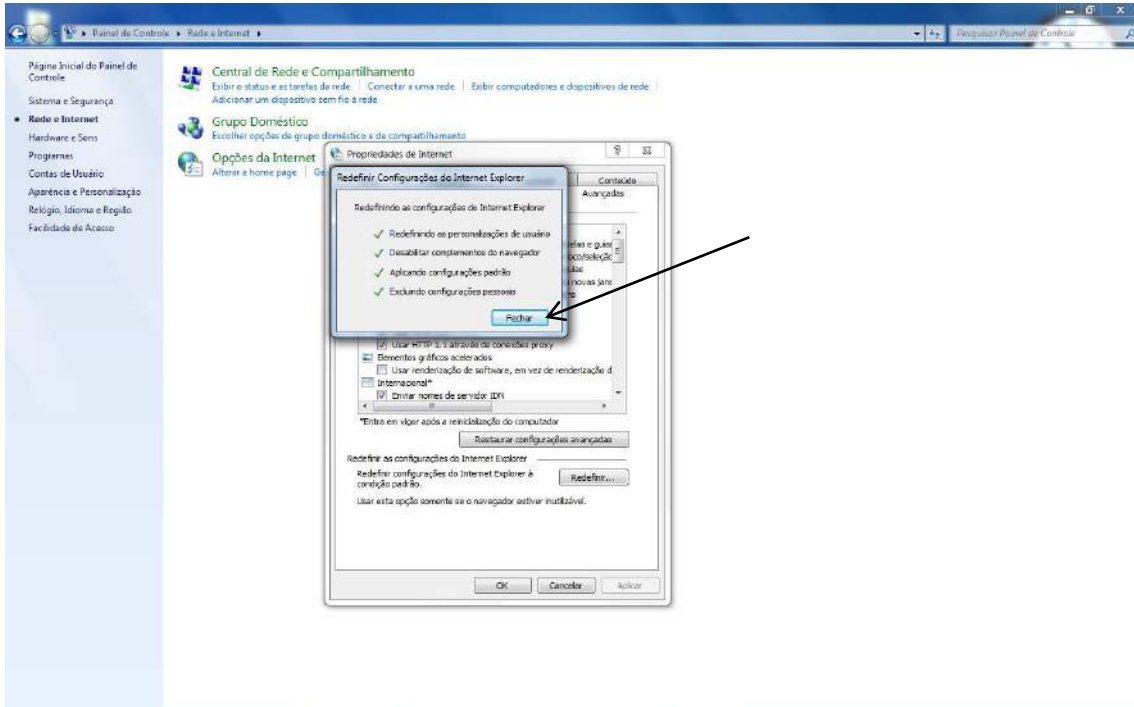 Painel de Controle ▸ Rede e Internet ▸
Pesquisar Painel de Controle
Página Inicial do Painel de
Controle
Sistema e Segurança
Rede e Internet
Hardware e Sons
Programas
Contas de Usuário
Aparência e Personalização
Relógio, Idioma e Região
Facilidade de Acesso
Central de Rede e Compartilhamento
Exibir o status e as tarefas da rede | Conectar a uma rede | Exibir computadores e dispositivos de rede
Adicionar um dispositivo sem fio à rede
Grupo Doméstico
Escolher opções de grupo doméstico e de compartilhamento
Opções da Internet
Alterar a home page
Propriedades de Internet
Conteúdo
Avançadas
Redefinir Configurações do Internet Explorer
Redefinindo as configurações do Internet Explorer
Redefinindo as personalizações de usuário
Desabilitar complementos do navegador
Aplicando configurações padrão
Excluindo configurações pessoais
Fechar
Usar HTTP 1.1 através de conexões proxy
Elementos gráficos acelerados
Usar renderização de software, em vez de renderização d
Internacional*
Enviar nomes de servidor IDN
*Entra em vigor após a reinicialização do computador
Restaurar configurações avançadas
Redefinir as configurações do Internet Explorer
Redefinir configurações do Internet Explorer à
condição padrão.
Redefinir...
Usar esta opção somente se o navegador estiver inutilizável.
OK
Cancelar
Aplicar